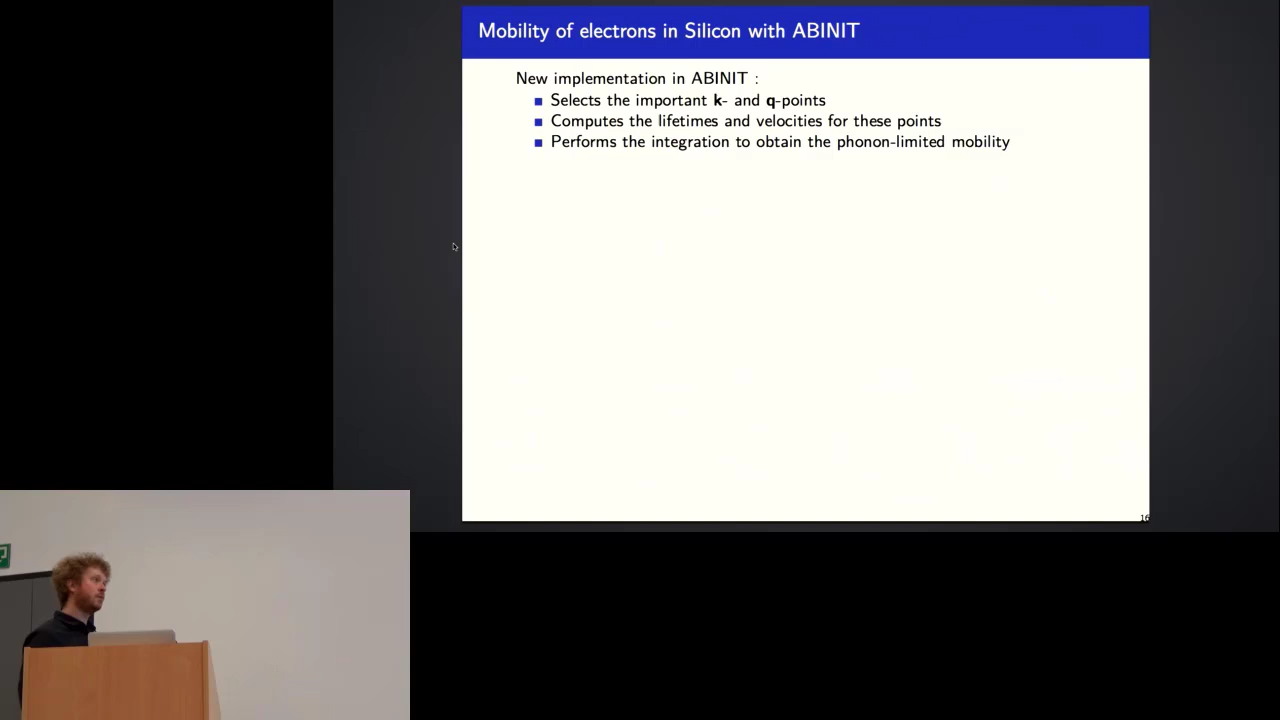 Mobility of electrons in Silicon with ABINIT
New implementation in ABINIT :
Selects the important k- and q-points
Computes the lifetimes and velocities for these points
Performs the integration to obtain the phonon-limited mobility
16